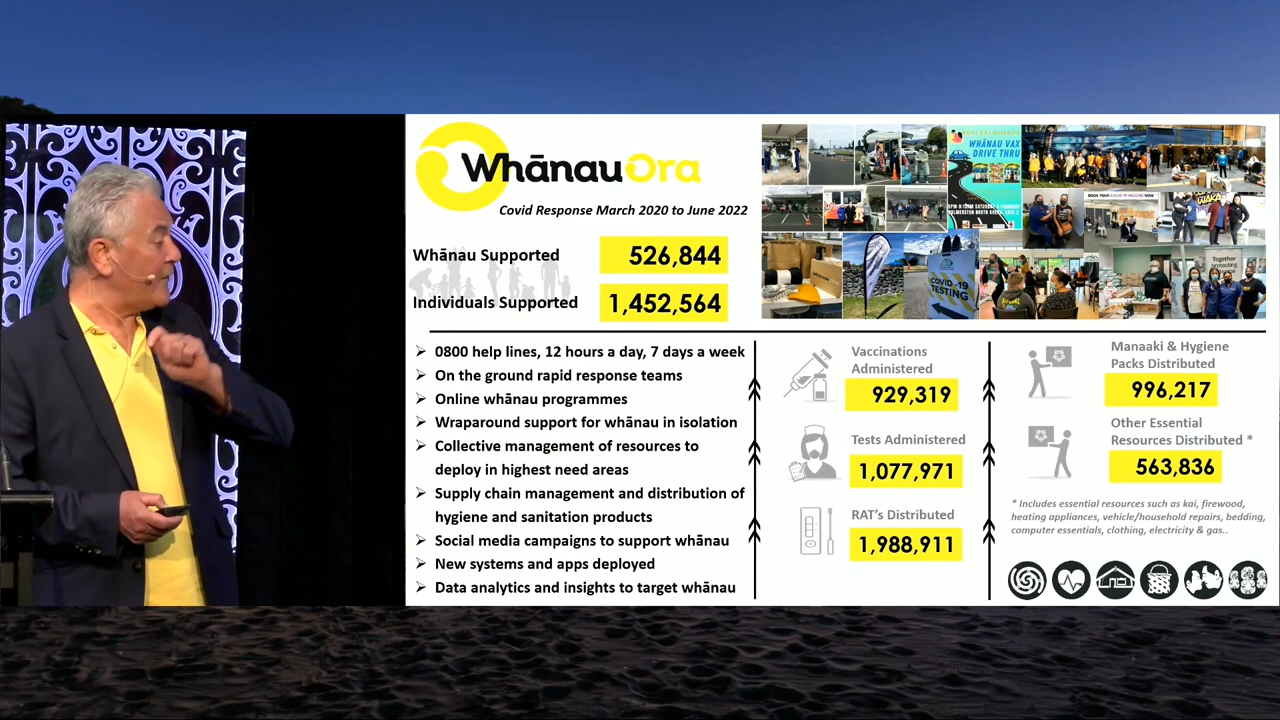 Whānau Ora
Covid Response March 2020 to June 2022
Whānau Supported
526,844
Individuals Supported
1,452,564
WHĀNAU VAX
DRIVE THRU
COVID -19
TESTING
Together
protecting
➢ 0800 help lines, 12 hours a day, 7 days a week
➢ On the ground rapid response teams
➢ Online whānau programmes
➢ Wraparound support for whānau in isolation
➢ Collective management of resources to
deploy in highest need areas
➢ Supply chain management and distribution of
hygiene and sanitation products
➢ Social media campaigns to support whānau
➢ New systems and apps deployed
➢ Data analytics and insights to target whānau
Vaccinations
Administered
929,319
Tests Administered
1,077,971
RAT's Distributed
1,988,911
Manaaki & Hygiene
Packs Distributed
996,217
Other Essential
Resources Distributed *
563,836
* Includes essential resources such as kai, firewood,
heating appliances, vehicle/household repairs, bedding,
computer essentials, clothing, electricity & gas..